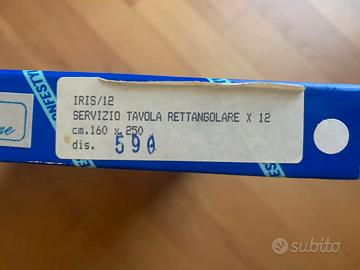 IRIS/12
SERVIZIO TAVOLA RETTANGOLARE X 12
cm.160 x 250
dis. 590
subito